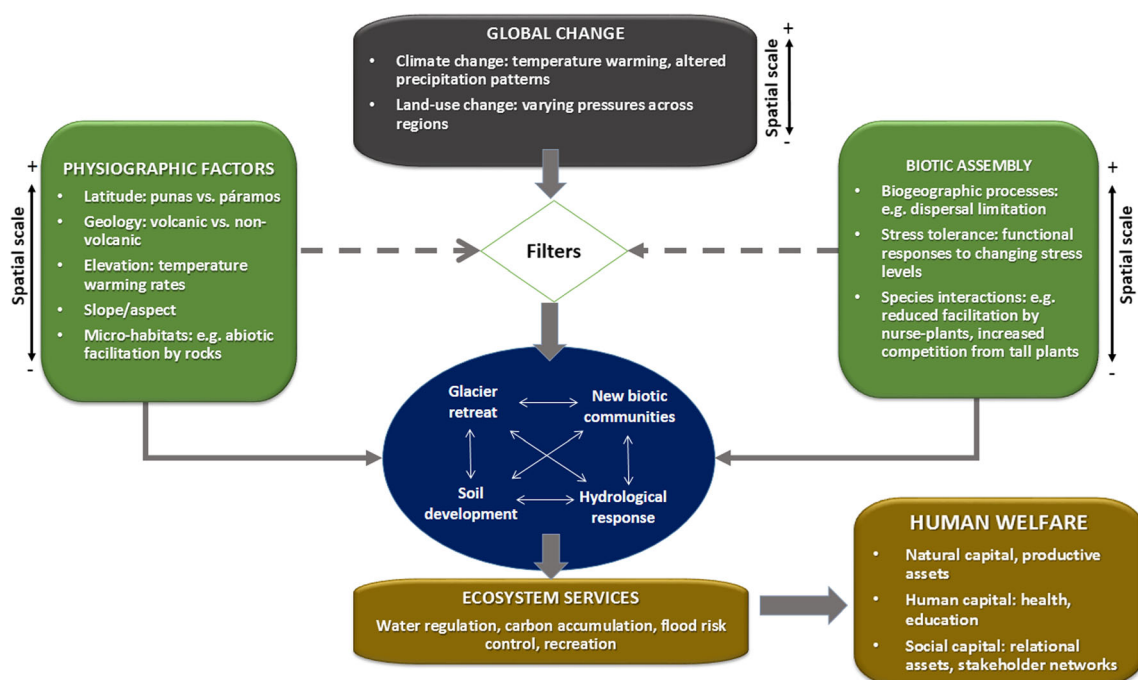 GLOBAL CHANGE
• Climate change: temperature warming, altered
precipitation patterns
• Land-use change: varying pressures across
regions
+
Spatial scale
-
PHYSIOGRAPHIC FACTORS
• Latitude: punas vs. páramos
• Geology: volcanic vs. non-
volcanic
• Elevation: temperature
warming rates
• Slope/aspect
• Micro-habitats: e.g. abiotic
facilitation by rocks
+
Spatial scale
-
Filters
BIOTIC ASSEMBLY
• Biogeographic processes:
e.g. dispersal limitation
• Stress tolerance: functional
responses to changing stress
levels
• Species interactions: e.g.
reduced facilitation by
nurse-plants, increased
competition from tall plants
+
Spatial scale
-
Glacier
retreat
New biotic
communities
Soil
development
Hydrological
response
ECOSYSTEM SERVICES
Water regulation, carbon accumulation, flood risk
control, recreation
HUMAN WELFARE
• Natural capital, productive
assets
• Human capital: health,
education
• Social capital: relational
assets, stakeholder networks